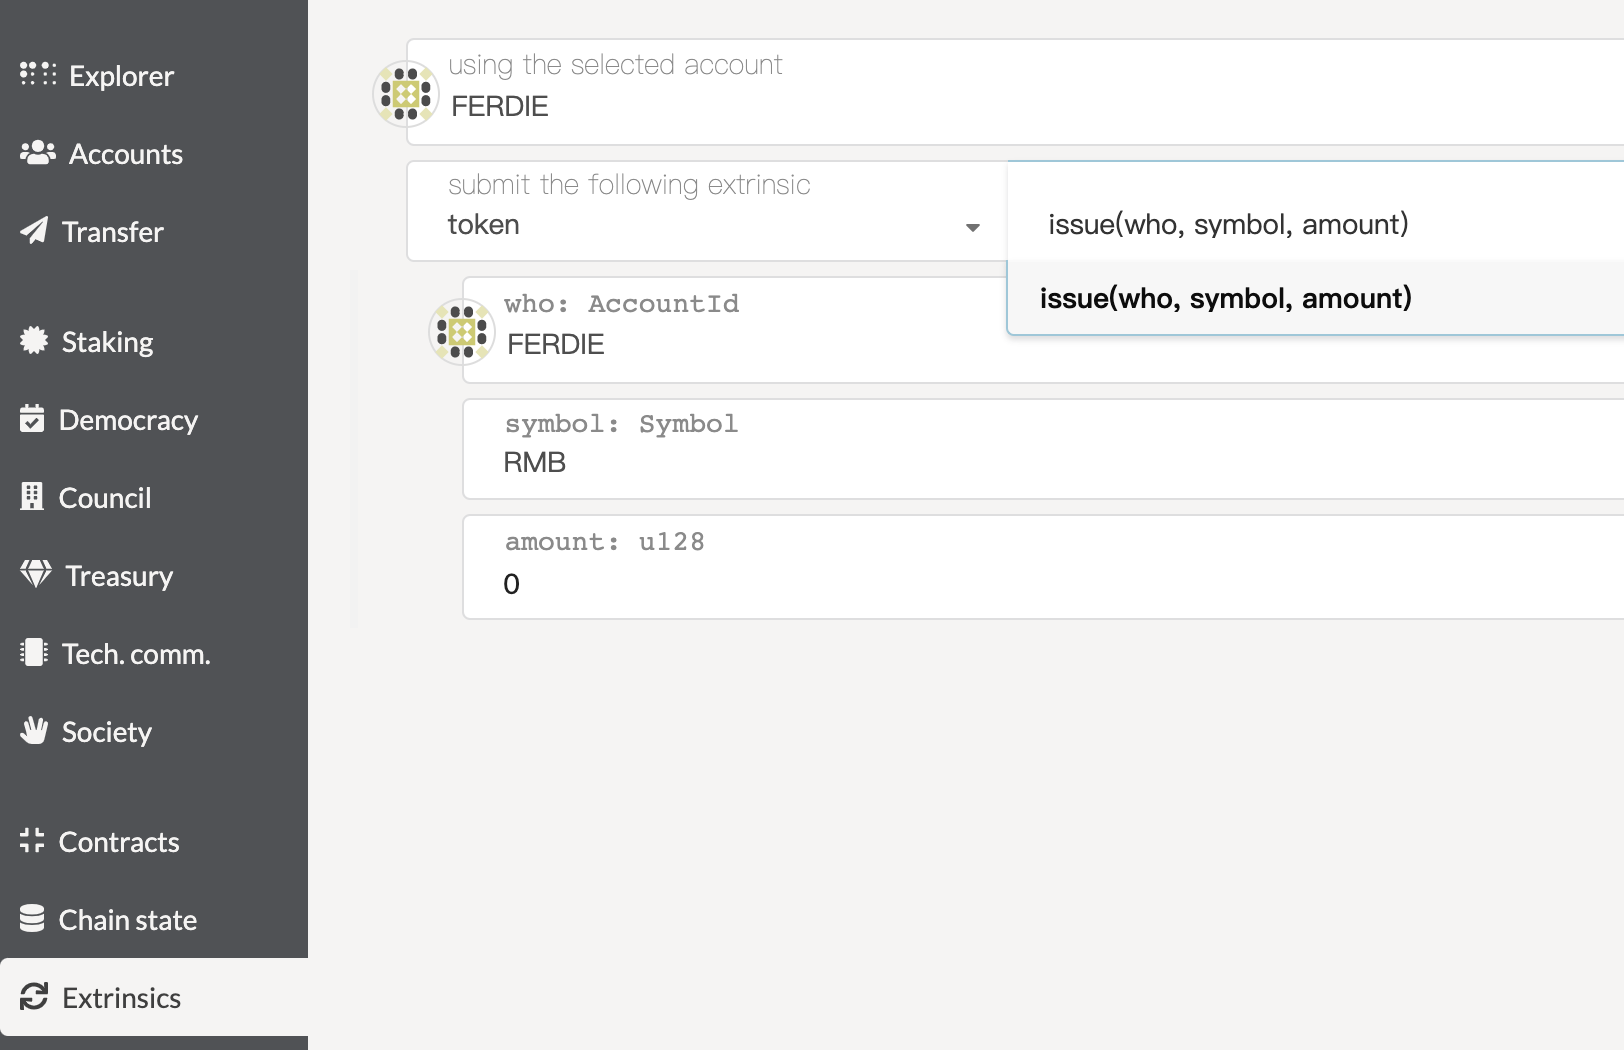 Explorer
Accounts
Transfer
Staking
Democracy
Council
Treasury
Tech. comm.
Society
Contracts
Chain state
Extrinsics
using the selected account
FERDIE
submit the following extrinsic
token
issue(who, symbol, amount)
issue(who, symbol, amount)
who: AccountId
FERDIE
symbol: Symbol
RMB
amount: u128
0